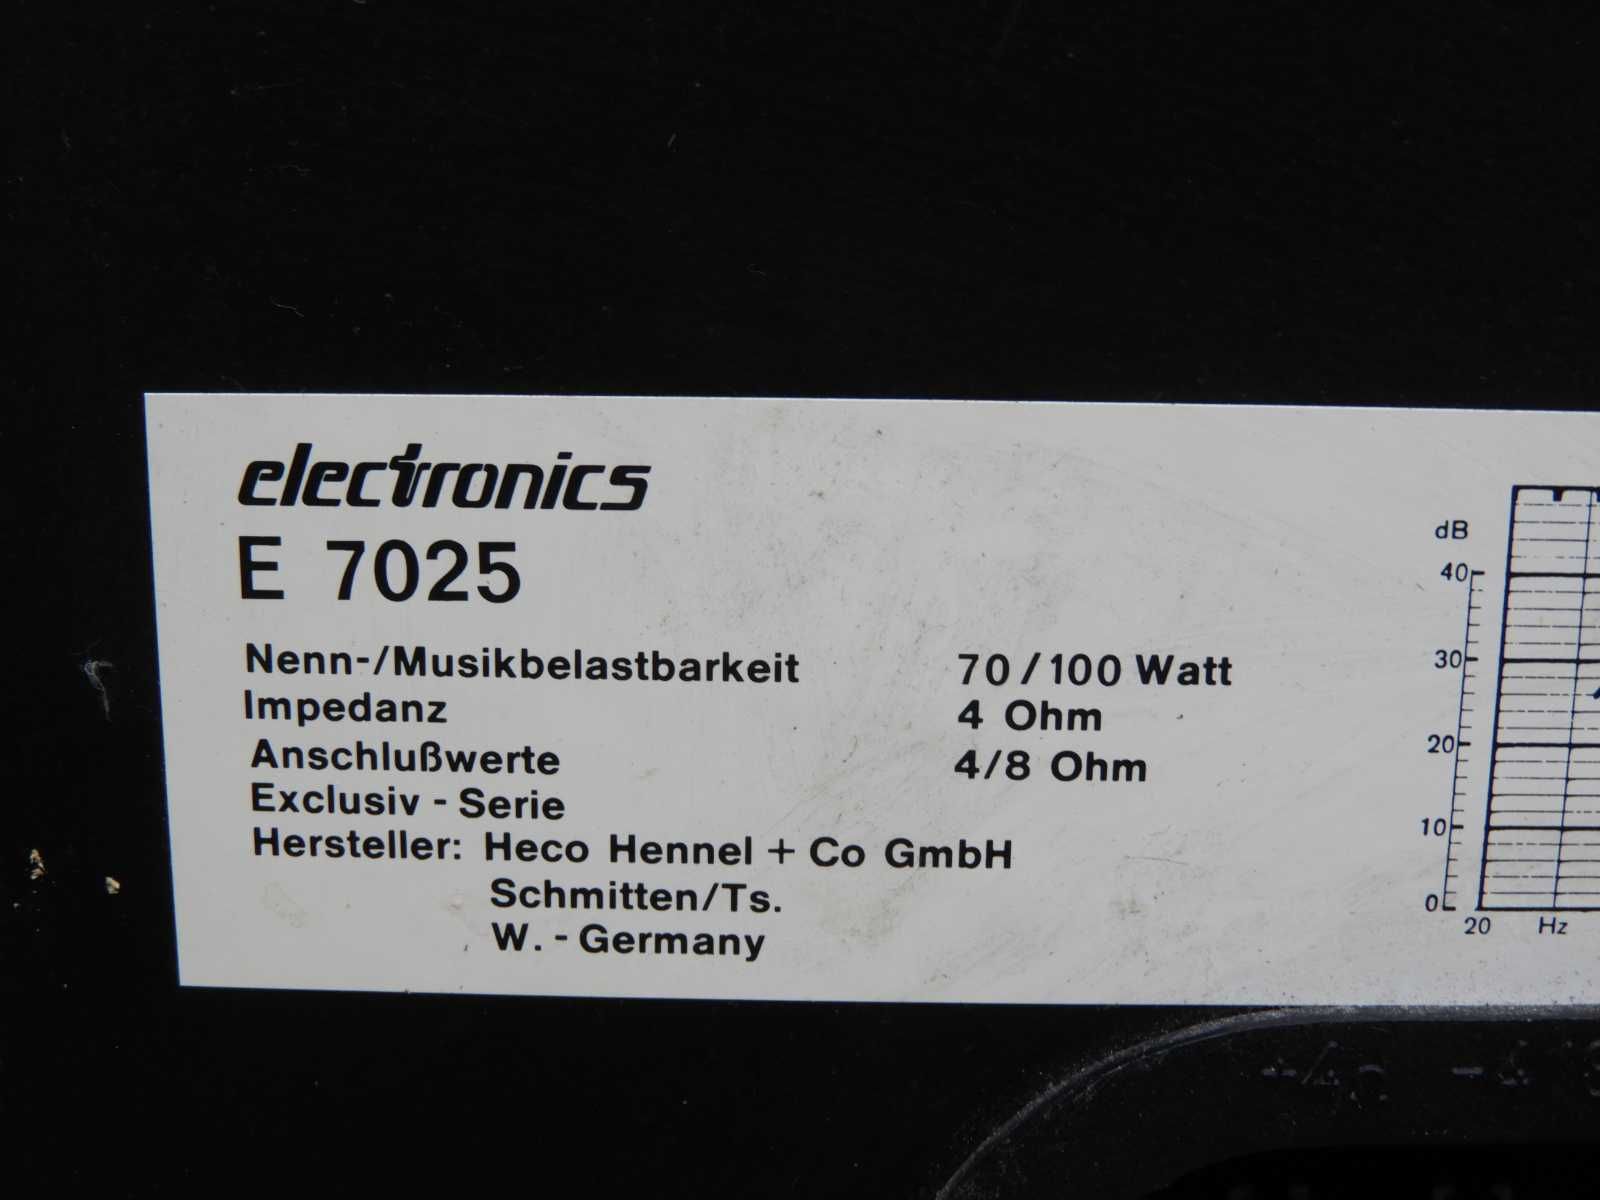 electronics
E 7025
Nenn-/Musikbelastbarkeit 70/100 Watt
Impedanz 4 Ohm
Anschlußwerte 4/8 Ohm
Exclusiv - Serie
Hersteller: Heco Hennel + Co GmbH
Schmitten/Ts.
W. - Germany
dB
40
30
20
10
0
20 Hz